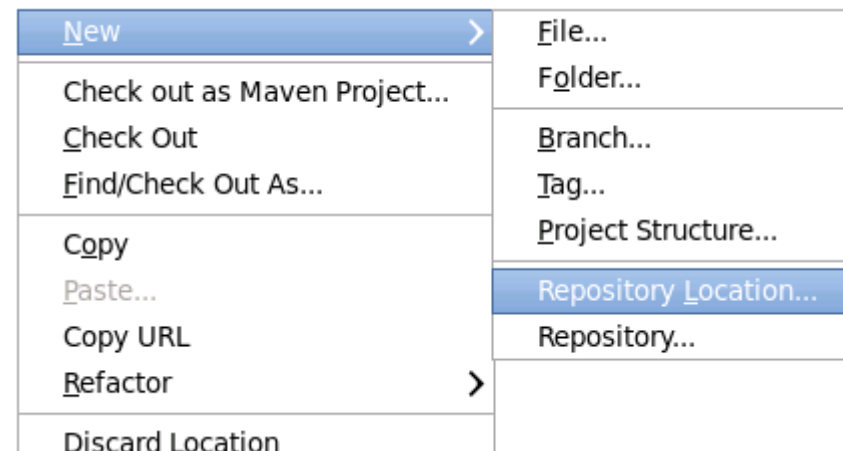 New
Check out as Maven Project...
Check Out
Find/Check Out As...
Copy
Paste...
Copy URL
Refactor
Discard Location
File...
Folder...
Branch...
Tag...
Project Structure...
Repository Location...
Repository...